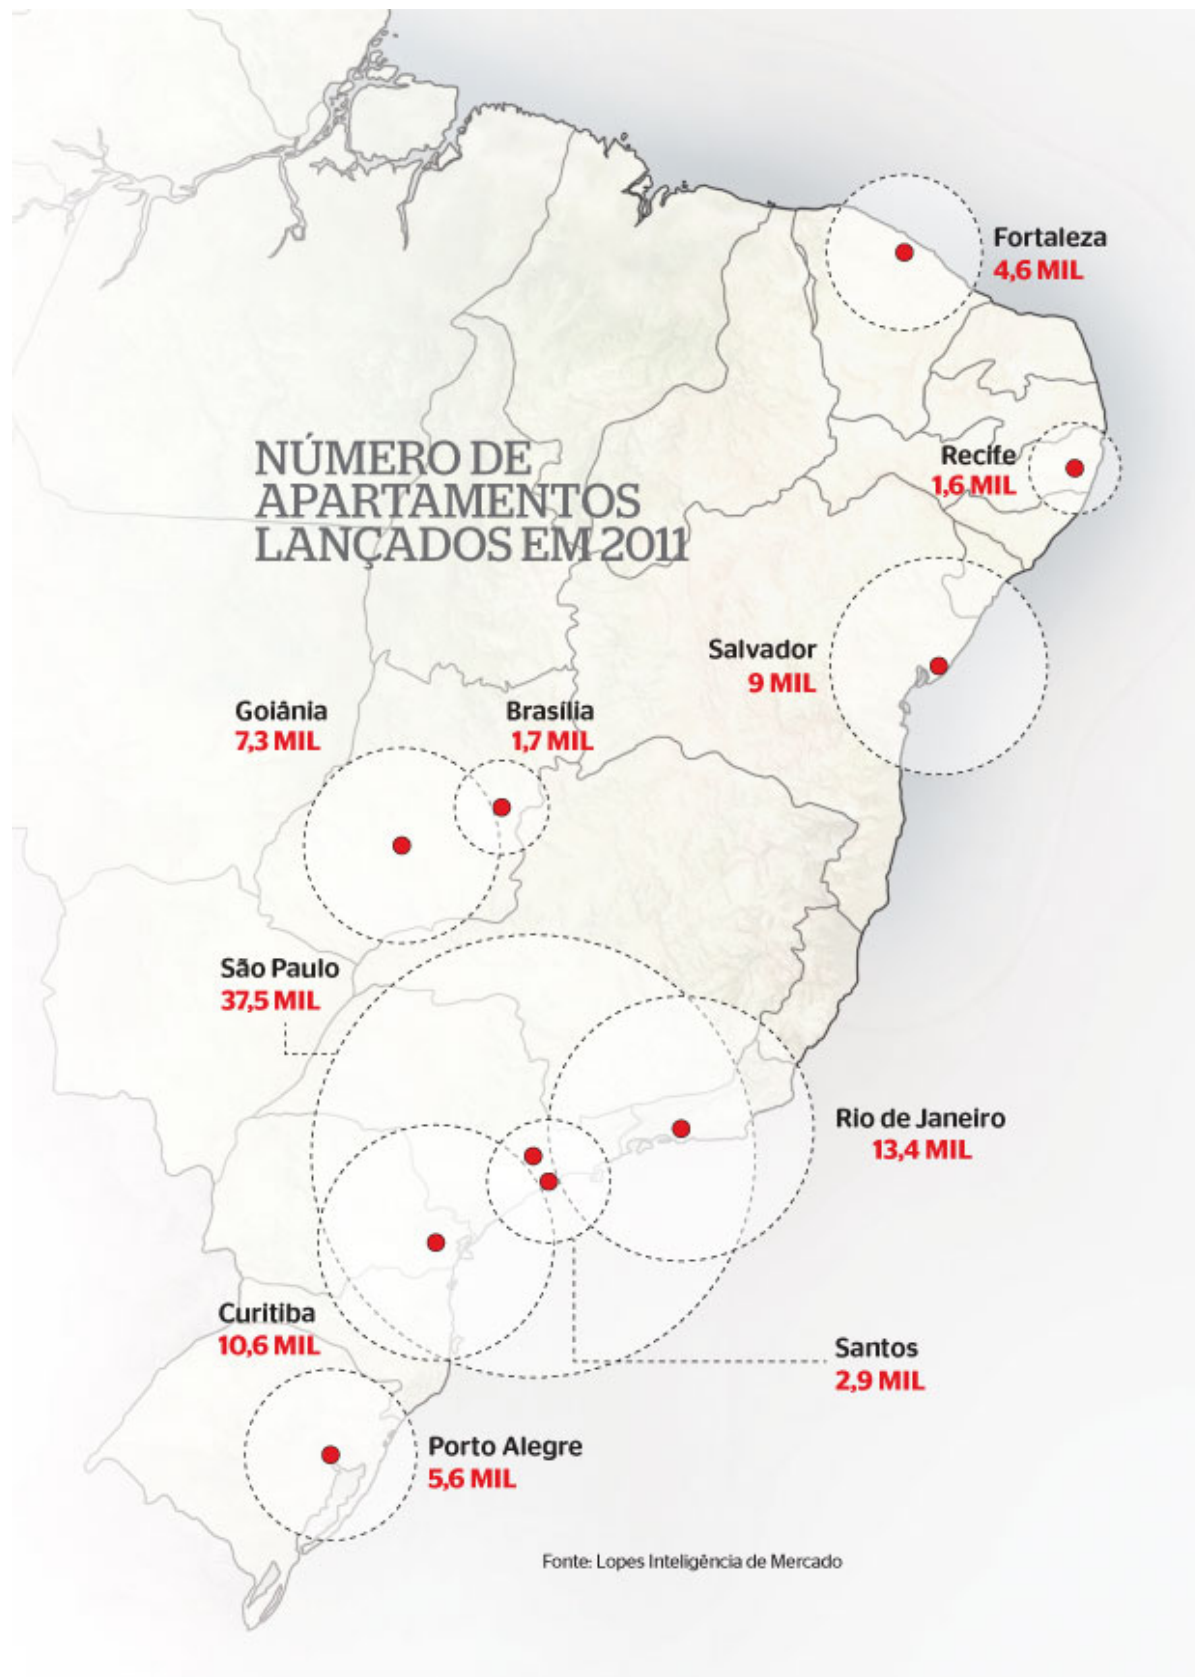 Fortaleza
4,6 MIL
NÚMERO DE
APARTAMENTOS
LANÇADOS EM 2011
Recife
1,6 MIL
Salvador
9 MIL
Goiânia
7,3 MIL
Brasília
1,7 MIL
São Paulo
37,5 MIL
Rio de Janeiro
13,4 MIL
Curitiba
10,6 MIL
Santos
2,9 MIL
Porto Alegre
5,6 MIL
Fonte: Lopes Inteligência de Mercado